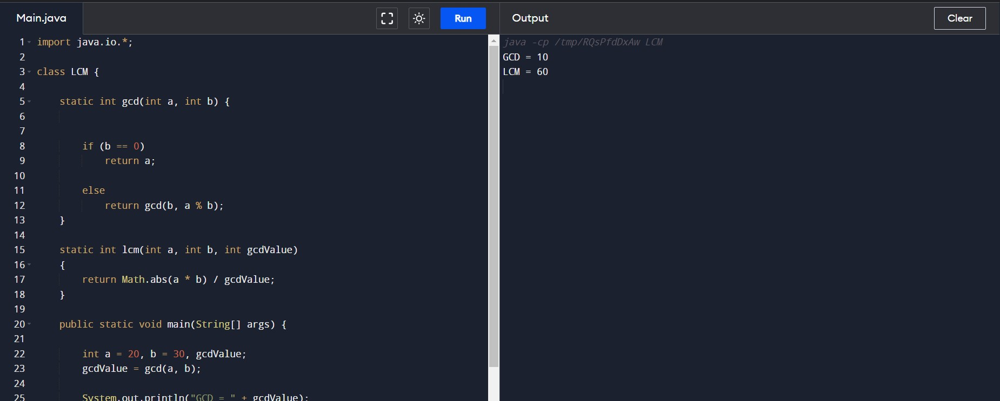 Main.java
Run
Output
Clear
1 import java.io.*;
2
3 class LCM {
4
5     static int gcd(int a, int b) {
6
7
8         if (b == 0)
9             return a;
10
11         else
12             return gcd(b, a % b);
13     }
14
15     static int lcm(int a, int b, int gcdValue)
16     {
17         return Math.abs(a * b) / gcdValue;
18     }
19
20     public static void main(String[] args) {
21
22         int a = 20, b = 30, gcdValue;
23         gcdValue = gcd(a, b);
24
25         System.out.println("GCD = " + gcdValue);
java -cp /tmp/RQsPfdDxAw LCM
GCD = 10
LCM = 60